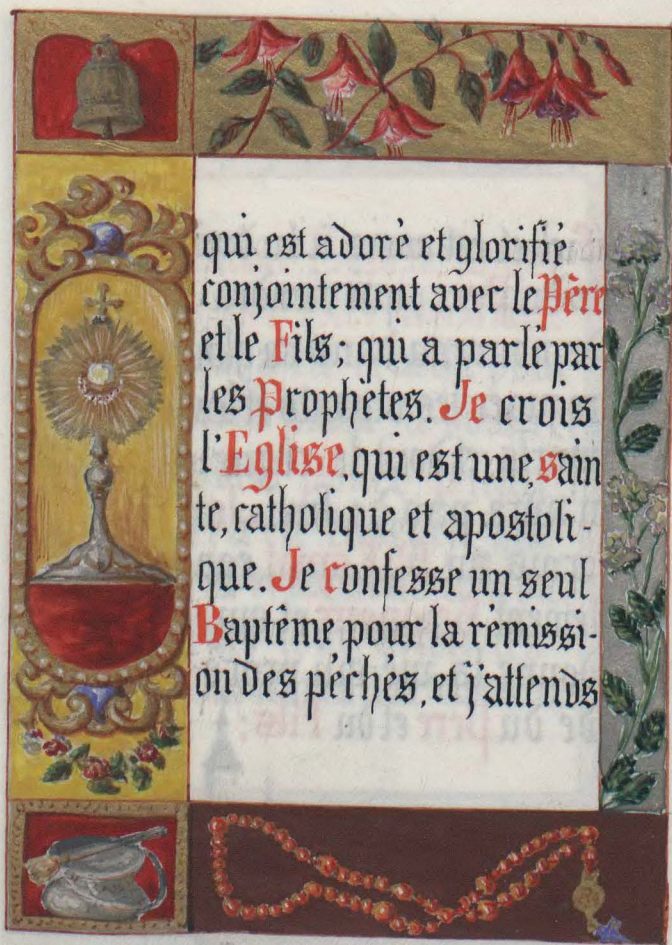 qui est adoré et glorifié
conjointement avec le Père
et le Fils; qui a parlé par
les Prophètes. Je crois
l'Eglise, qui est une, sain
te, catholique et apostoli-
que. Je confesse un seul
Baptême pour la rémissi-
on des péchés, et j'attends